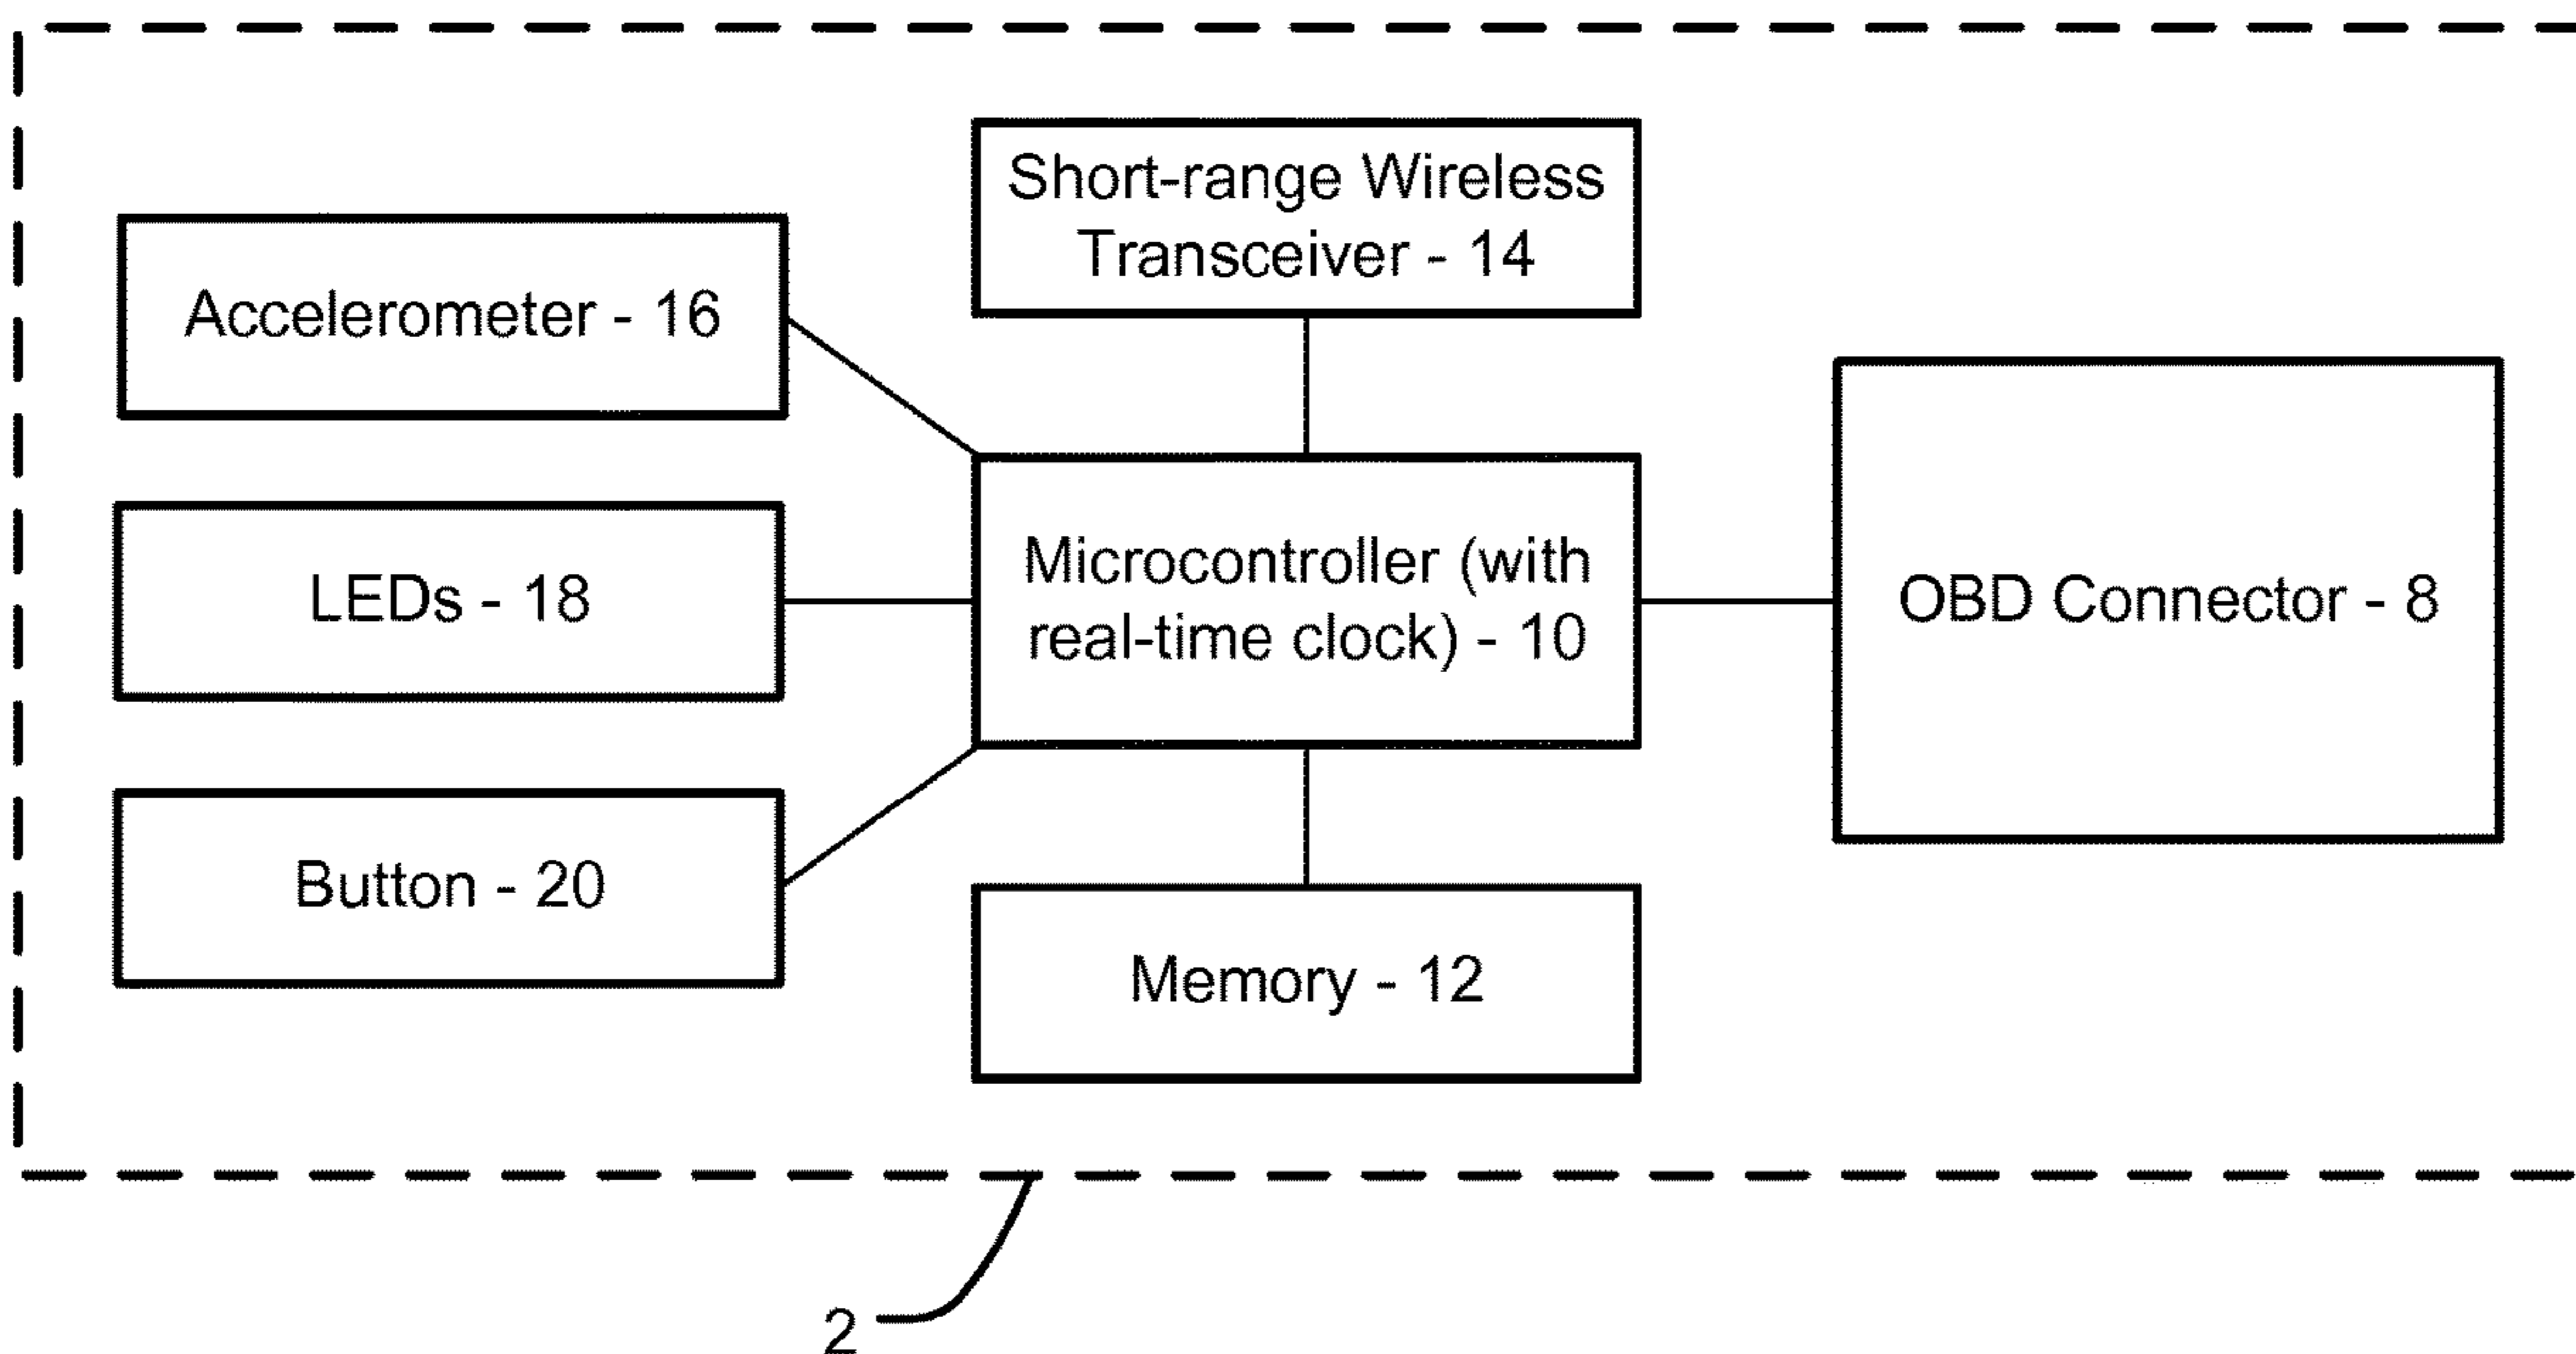 Short-range Wireless
Transceiver - 14
Accelerometer - 16
LEDs - 18
Microcontroller (with
real-time clock) - 10
OBD Connector - 8
Button - 20
Memory - 12
2